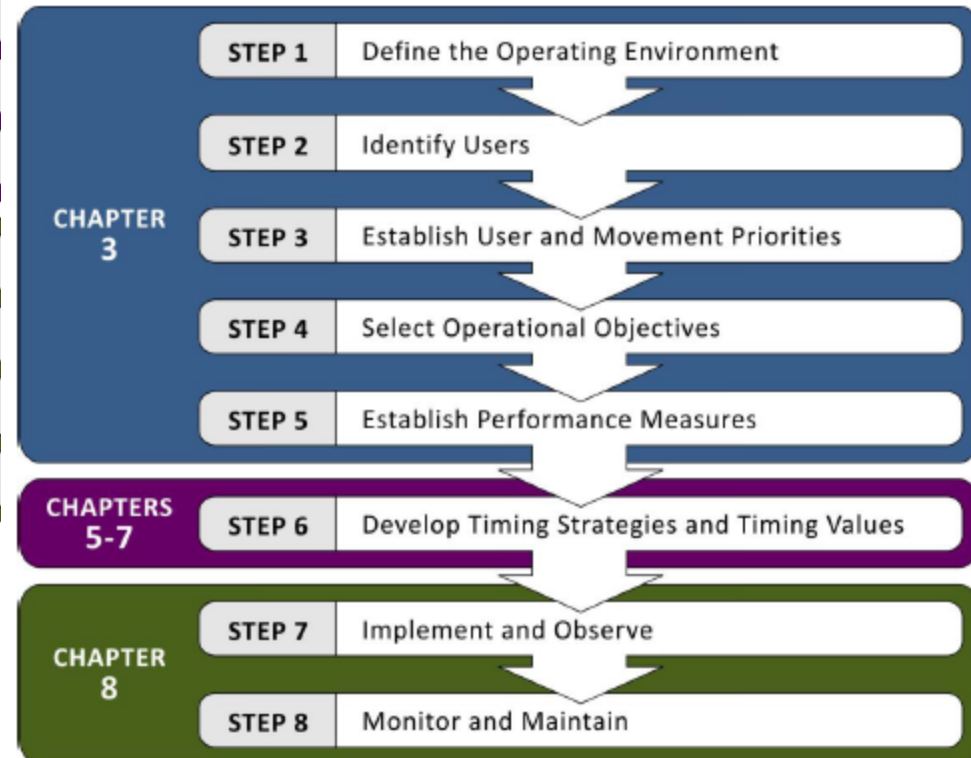 STEP 1 Define the Operating Environment
STEP 2 Identify Users
CHAPTER
3
STEP 3 Establish User and Movement Priorities
STEP 4 Select Operational Objectives
STEP 5 Establish Performance Measures
CHAPTERS
5-7
STEP 6 Develop Timing Strategies and Timing Values
STEP 7 Implement and Observe
CHAPTER
8
STEP 8 Monitor and Maintain